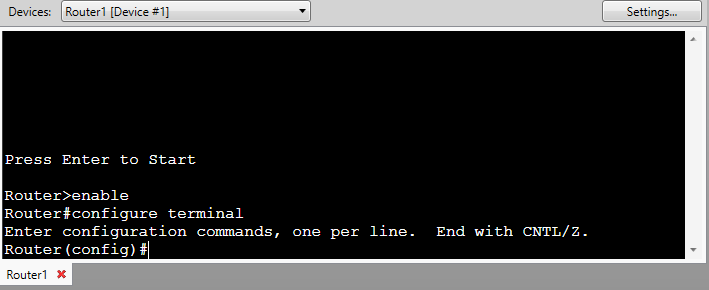 Devices: Router1 [Device #1] Settings...
Press Enter to Start
Router>enable
Router#configure terminal
Enter configuration commands, one per line.  End with CNTL/Z.
Router(config)#
Router1